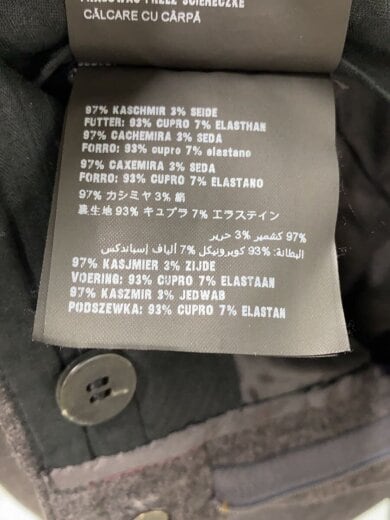 PRASOWAĆ PRZEZ ŚCIERECZKĘ
CĂLCARE CU CÂRPĂ
97% KASCHMIR 3% SEIDE
FUTTER: 93% CUPRO 7% ELASTHAN
97% CACHEMIRA 3% SEDA
FORRO: 93% cupro 7% elastano
97% CAXEMIRA 3% SEDA
FORRO: 93% CUPRO 7% ELASTANO
97% カシミヤ 3% 絹
裏生地 93% キュプラ 7% エラステイン
97% كشمير 3% حرير
البطانة: 93% كوبرونيكل 7% ألياف إسباندكس
97% KASJMIER 3% ZIJDE
VOERING: 93% CUPRO 7% ELASTAAN
97% KASZMIR 3% JEDWAB
PODSZEWKA: 93% CUPRO 7% ELASTAN